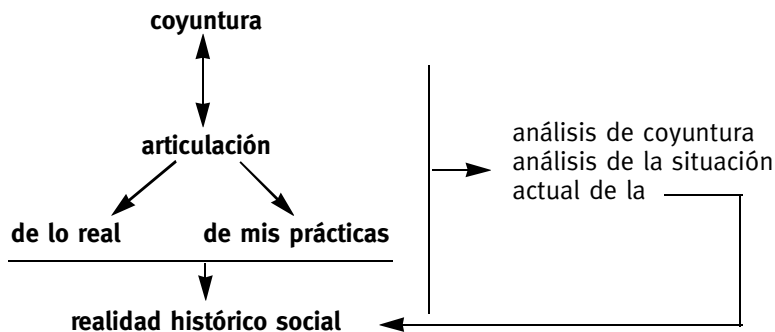 coyuntura
articulación
análisis de coyuntura
análisis de la situación
actual de la
de lo real de mis prácticas
realidad histórico social